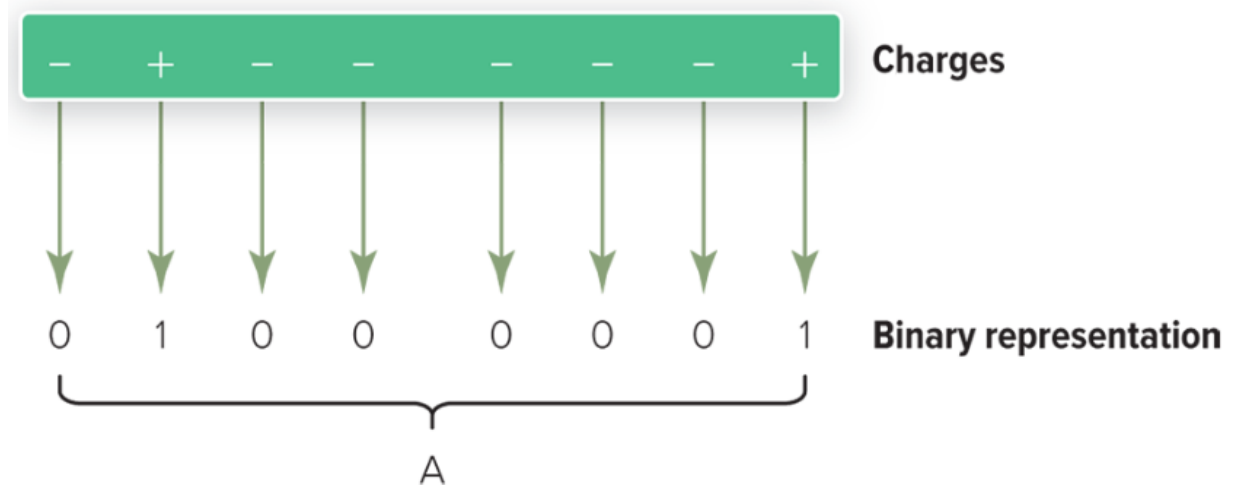 − + − − − − − + Charges
0 1 0 0 0 0 0 1 Binary representation
A